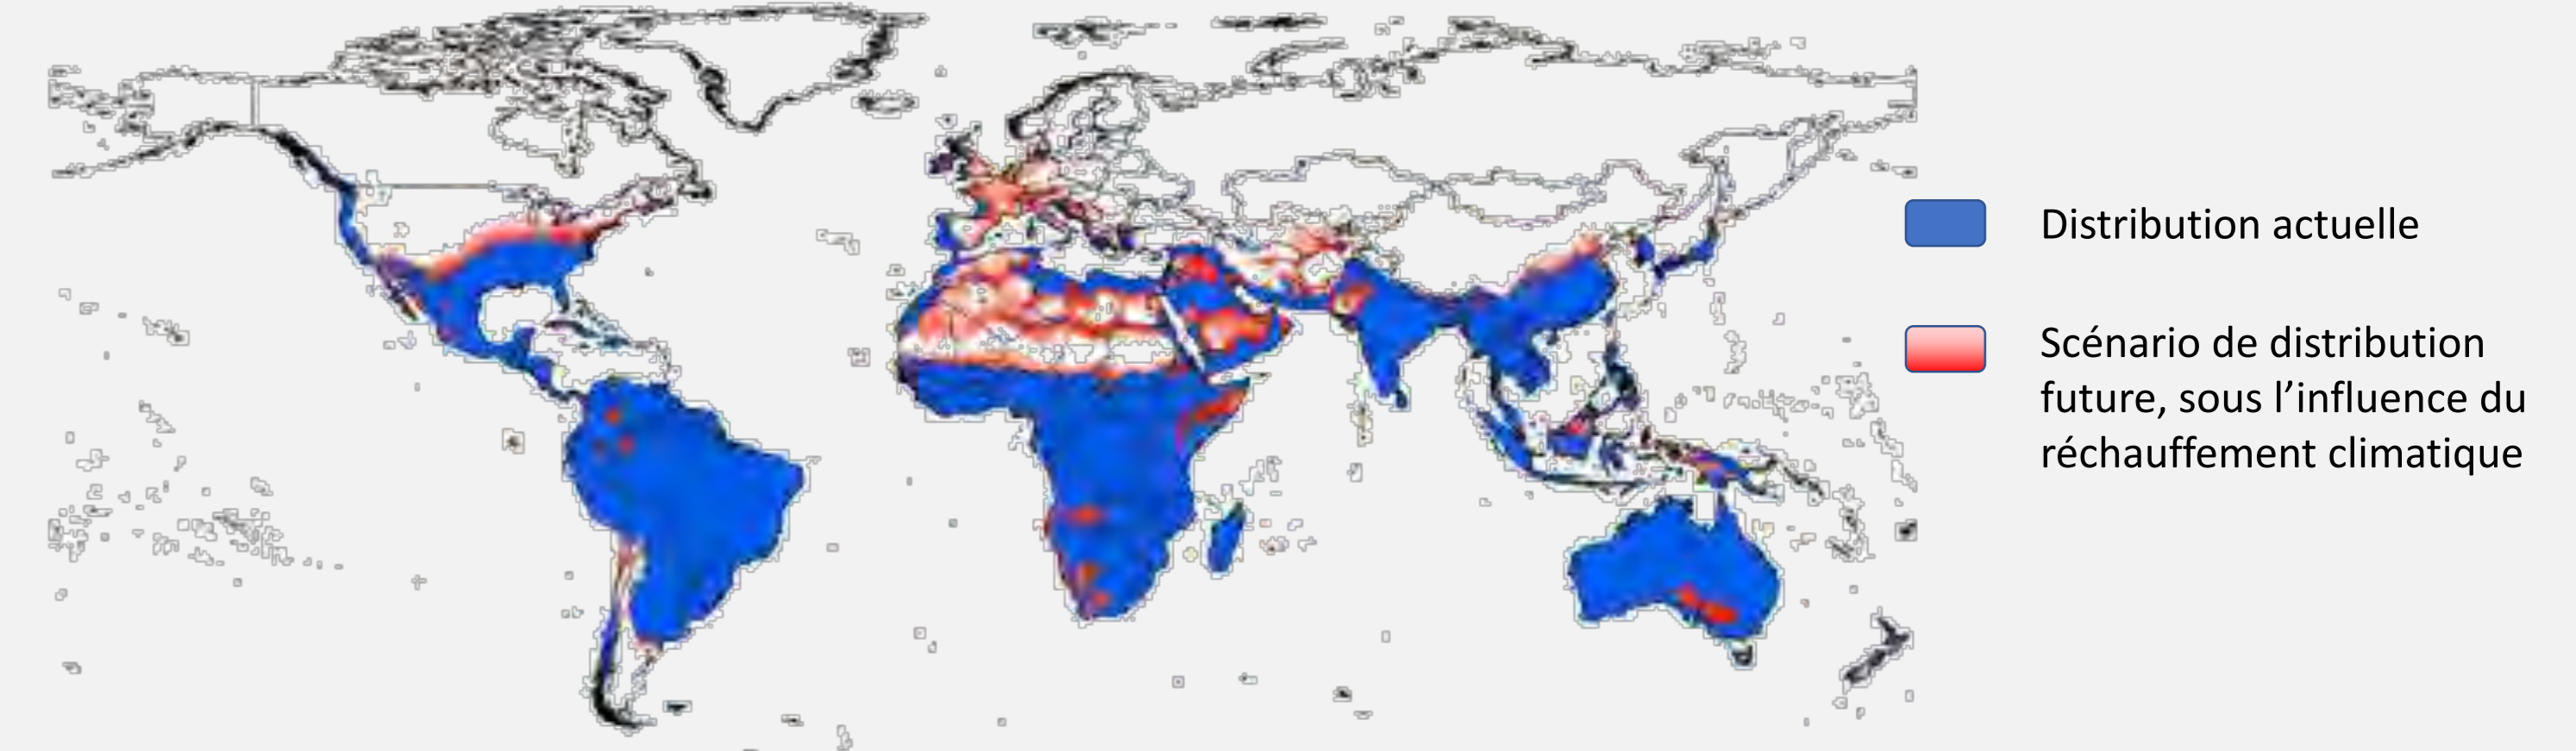 Distribution actuelle
Scénario de distribution
future, sous l’influence du
réchauffement climatique